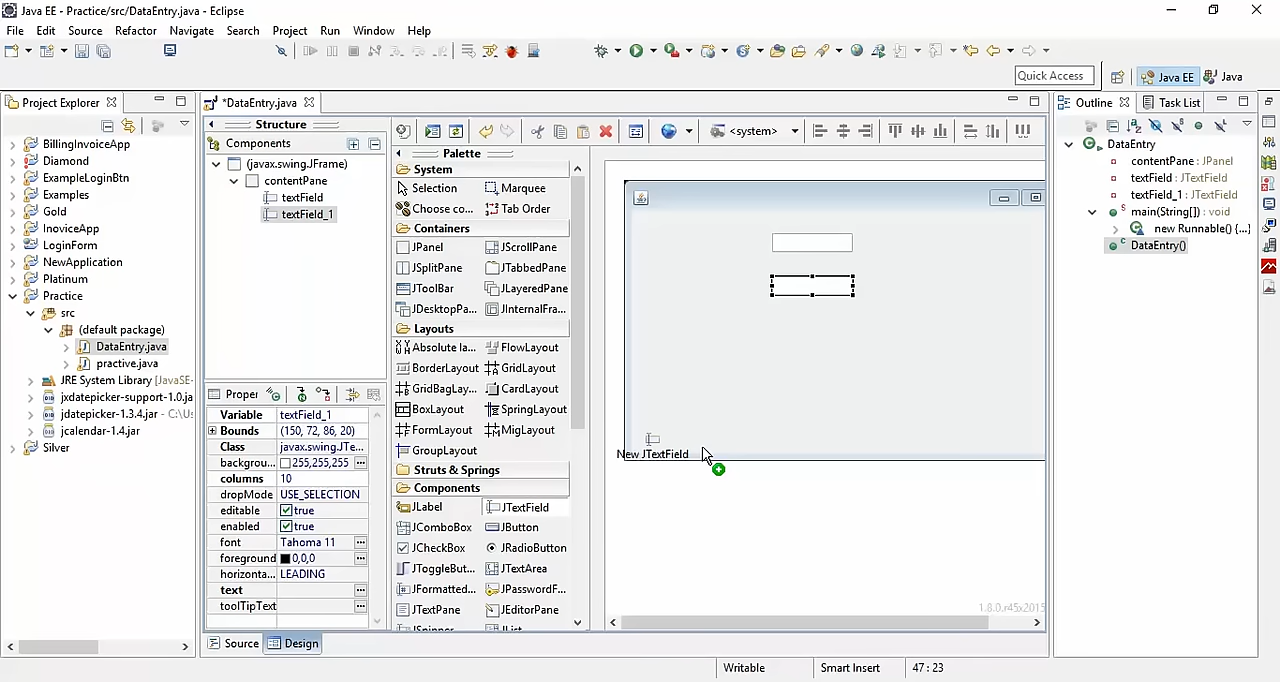 Java EE - Practice/src/DataEntry.java - Eclipse
File Edit Source Refactor Navigate Search Project Run Window Help
Quick Access
Java EE
Java
Project Explorer
BillingInvoiceApp
Diamond
ExampleLoginBtn
Examples
Gold
InoviceApp
LoginForm
NewApplication
Platinum
Practice
src
(default package)
DataEntry.java
practive.java
JRE System Library [JavaSE-
jxdatepicker-support-1.0.ja
jdatepicker-1.3.4.jar - C:\Us
jcalendar-1.4.jar
Silver
*DataEntry.java
Structure
Components
(javax.swing.JFrame)
contentPane
textField
textField_1
Proper
Variable textField_1
Bounds (150, 72, 86, 20)
Class javax.swing.JTe...
backgrou... 255,255,255
columns 10
dropMode USE_SELECTION
editable true
enabled true
font Tahoma 11
foreground 0,0,0
horizonta... LEADING
text
toolTipText
Palette
System
Selection Marquee
Choose co... Tab Order
Containers
JPanel JScrollPane
JSplitPane JTabbedPane
JToolBar JLayeredPane
JDesktopPa... JInternalFra...
Layouts
Absolute la... FlowLayout
BorderLayout GridLayout
GridBagLay... CardLayout
BoxLayout SpringLayout
FormLayout MigLayout
GroupLayout
Struts & Springs
Components
JLabel JTextField
JComboBox JButton
JCheckBox JRadioButton
JToggleBut... JTextArea
JFormatted... JPasswordF...
JTextPane JEditorPane
JSpinner JList
<system>
New JTextField
1.8.0.r45x2015
Source Design
Outline
Task List
DataEntry
contentPane : JPanel
textField : JTextField
textField_1 : JTextField
main(String[]) : void
new Runnable() {...}
DataEntry()
Writable
Smart Insert
47 : 23